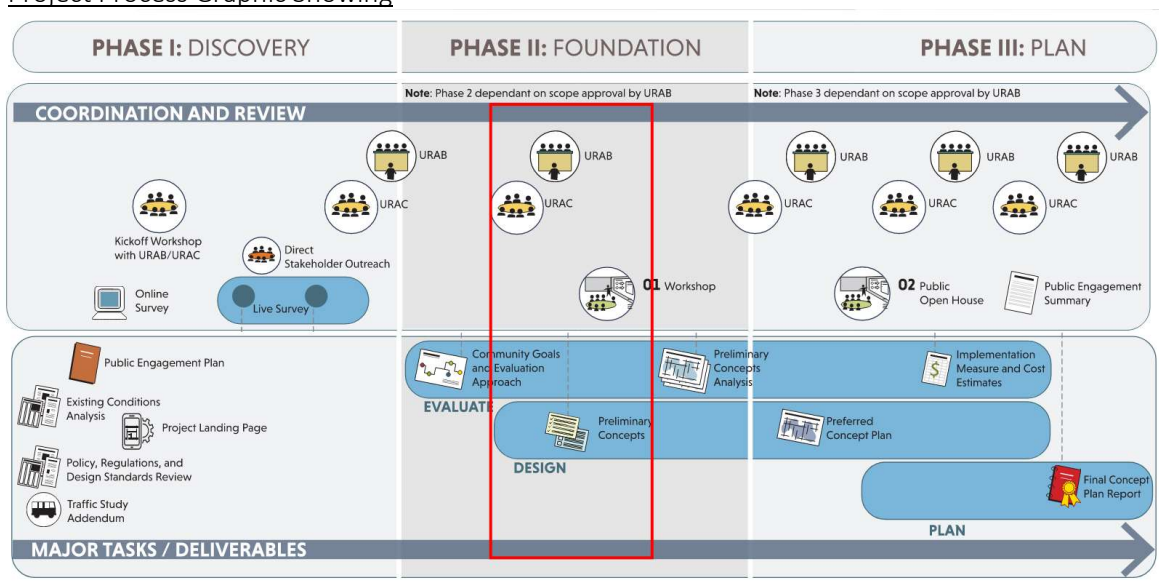 Project Process Graphic Showing
PHASE I: DISCOVERY
PHASE II: FOUNDATION
PHASE III: PLAN
Note: Phase 2 dependant on scope approval by URAB
Note: Phase 3 dependant on scope approval by URAB
COORDINATION AND REVIEW
URAB
URAB
URAB
URAB
URAB
URAC
URAC
URAC
URAC
URAC
Kickoff Workshop
with URAB/URAC
Direct
Stakeholder Outreach
Online
Survey
Live Survey
01 Workshop
02 Public
Open House
Public Engagement
Summary
Public Engagement Plan
Existing Conditions
Analysis
Project Landing Page
Policy, Regulations, and
Design Standards Review
Traffic Study
Addendum
Community Goals
and Evaluation
Approach
EVALUATE
Preliminary
Concepts
Analysis
Implementation
Measure and Cost
Estimates
Preliminary
Concepts
DESIGN
Preferred
Concept Plan
Final Concept
Plan Report
PLAN
MAJOR TASKS / DELIVERABLES